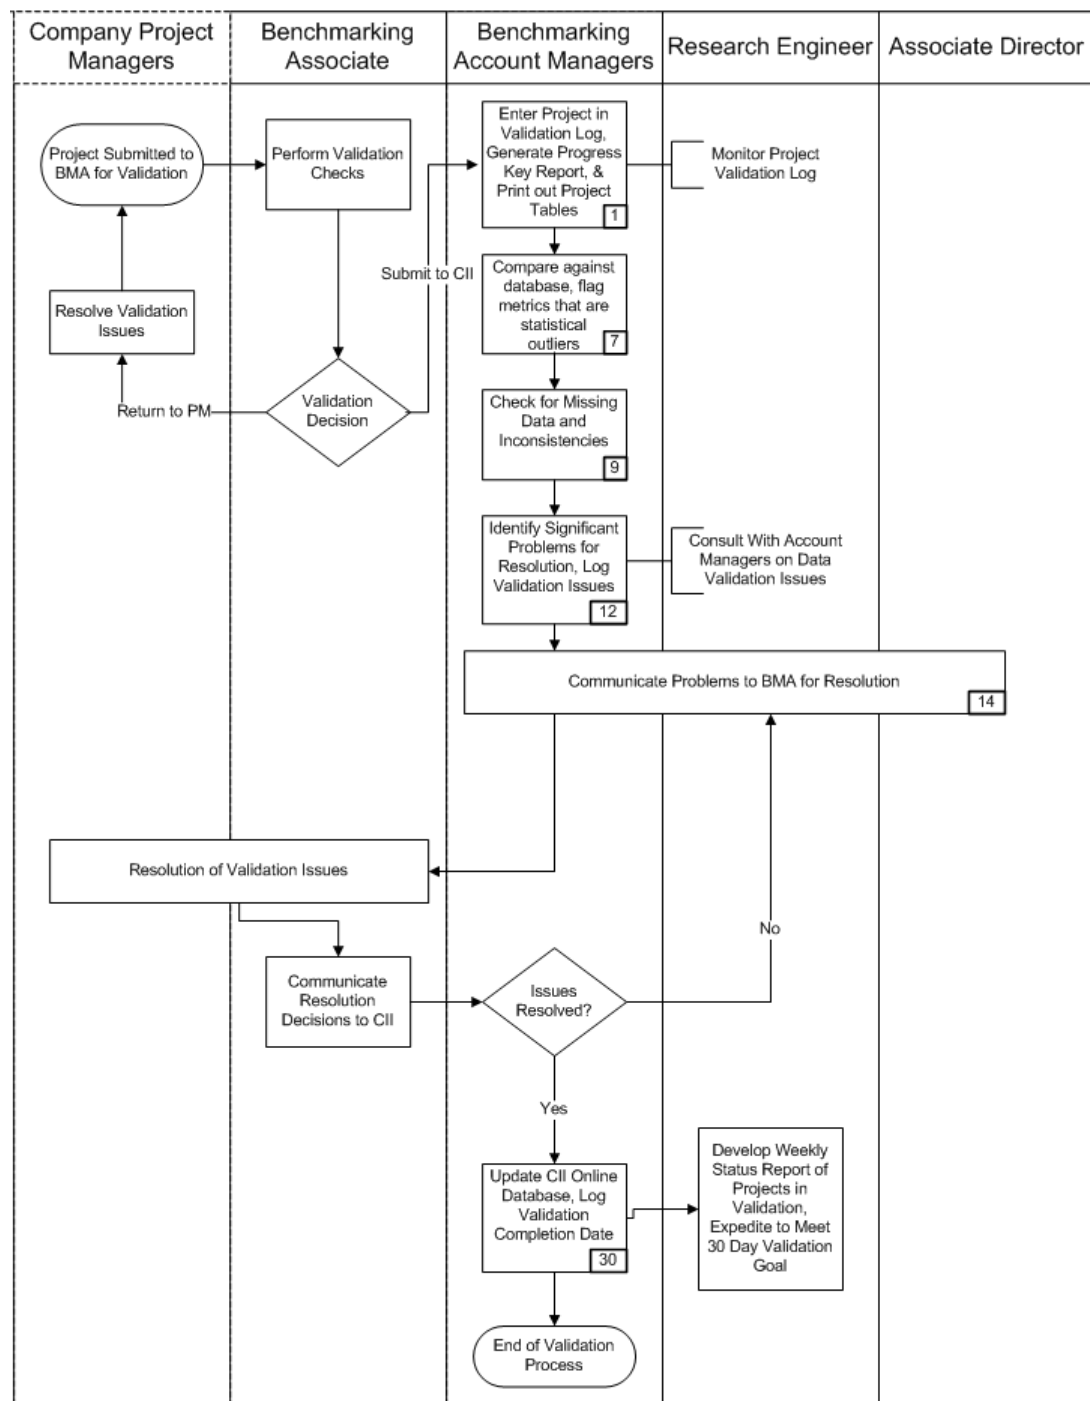 Company Project
Managers
Benchmarking
Associate
Benchmarking
Account Managers
Research Engineer
Associate Director
Project Submitted to
BMA for Validation
Perform Validation
Checks
Enter Project in
Validation Log,
Generate Progress
Key Report, &
Print out Project
Tables
1
Monitor Project
Validation Log
Submit to CII
Compare against
database, flag
metrics that are
statistical
outliers
7
Resolve Validation
Issues
Return to PM
Validation
Decision
Check for Missing
Data and
Inconsistencies
9
Identify Significant
Problems for
Resolution, Log
Validation Issues
12
Consult With Account
Managers on Data
Validation Issues
Communicate Problems to BMA for Resolution
14
Resolution of Validation Issues
No
Communicate
Resolution
Decisions to CII
Issues
Resolved?
Yes
Update CII Online
Database, Log
Validation
Completion Date
30
Develop Weekly
Status Report of
Projects in
Validation,
Expedite to Meet
30 Day Validation
Goal
End of Validation
Process